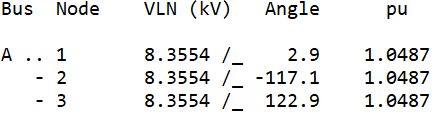 Bus Node VLN (kV) Angle pu
A .. 1 8.3554 /_ 2.9 1.0487
- 2 8.3554 /_ -117.1 1.0487
- 3 8.3554 /_ 122.9 1.0487